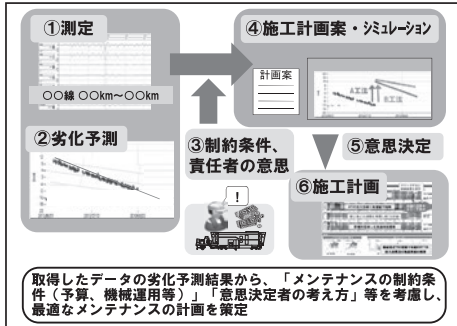 ①測定
○○線 ○○km～○○km
②劣化予測
③制約条件、
責任者の意思
！
④施工計画案・シミュレーション
計画案
A工法
B工法
⑤意思決定
⑥施工計画
取得したデータの劣化予測結果から、「メンテナンスの制約条
件（予算、機械運用等）」「意思決定者の考え方」等を考慮し、
最適なメンテナンスの計画を策定